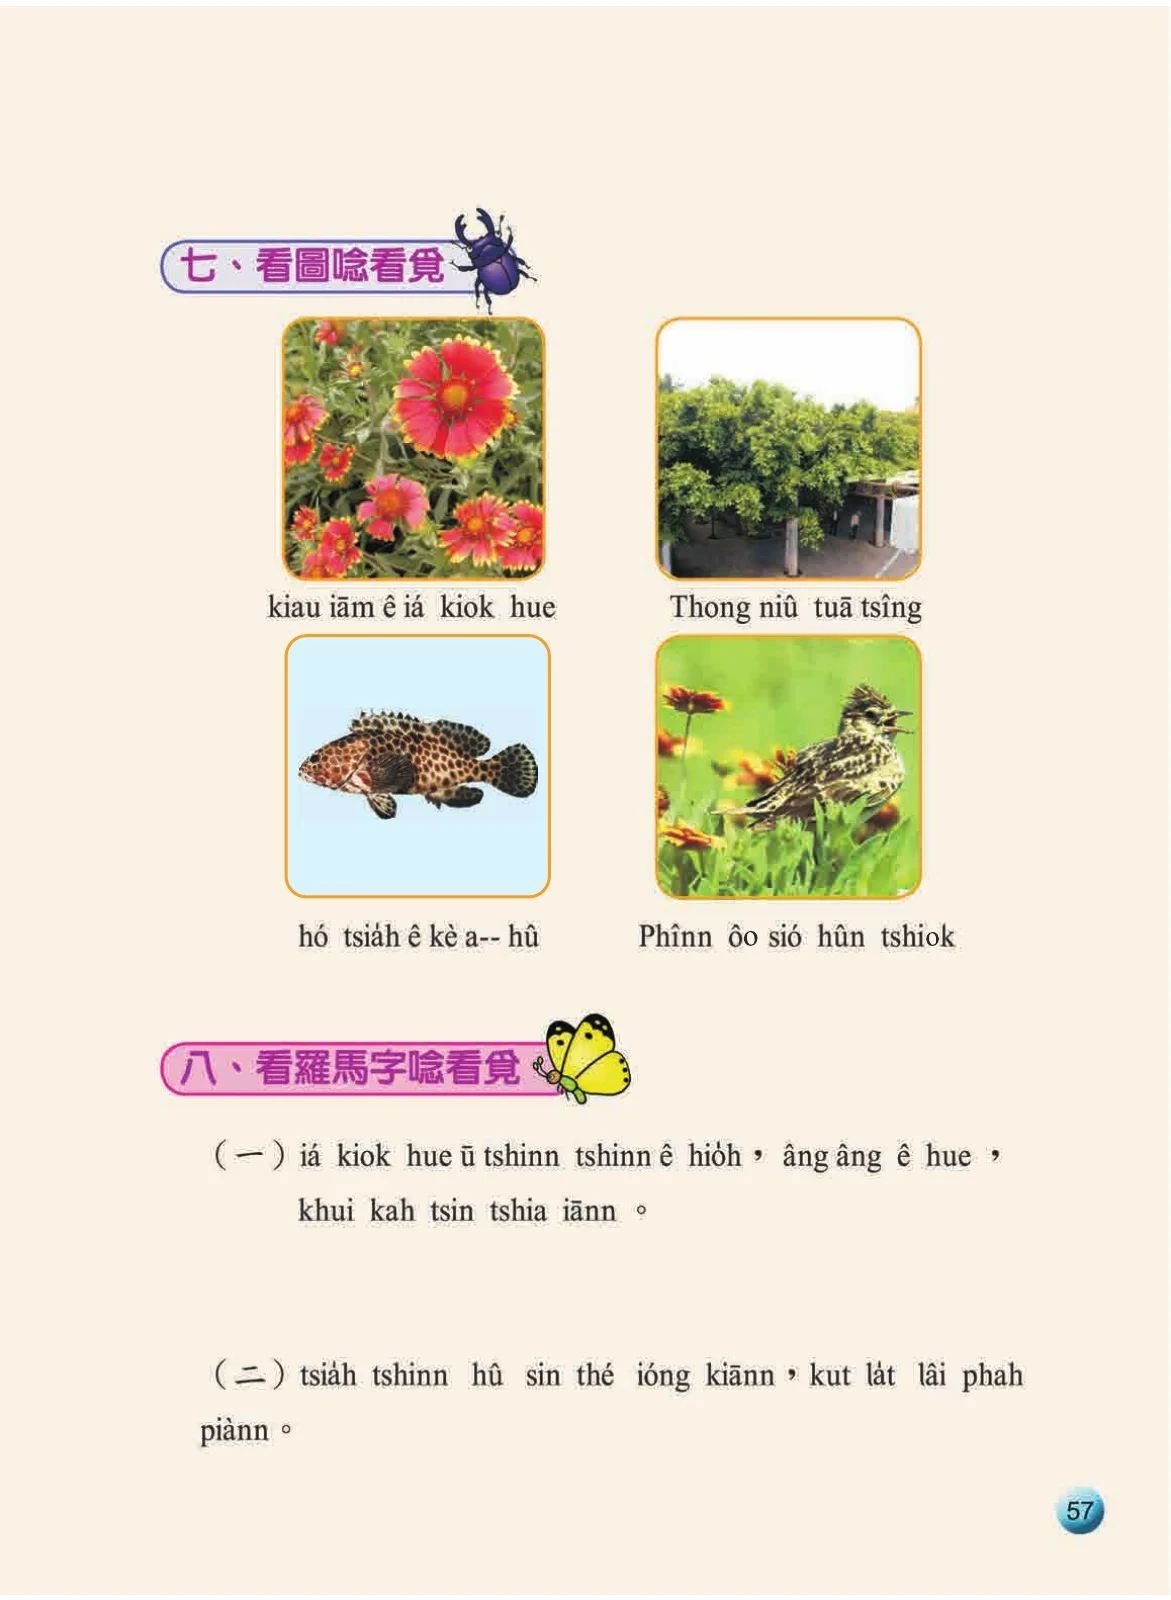 七、看圖唸看覓
kiau iām ê iá kiok hue
Thong niû tuā tsîng
hó tsia̍h ê kè a-- hû
Phînn ôo sió hûn tshiok
八、看羅馬字唸看覓
（一）iá kiok hue ū tshinn tshinn ê hio̍h，âng âng ê hue，
khui kah tsin tshia iānn。
（二）tsia̍h tshinn hû sin thé ióng kiānn，kut la̍t lâi phah
piànn。
57